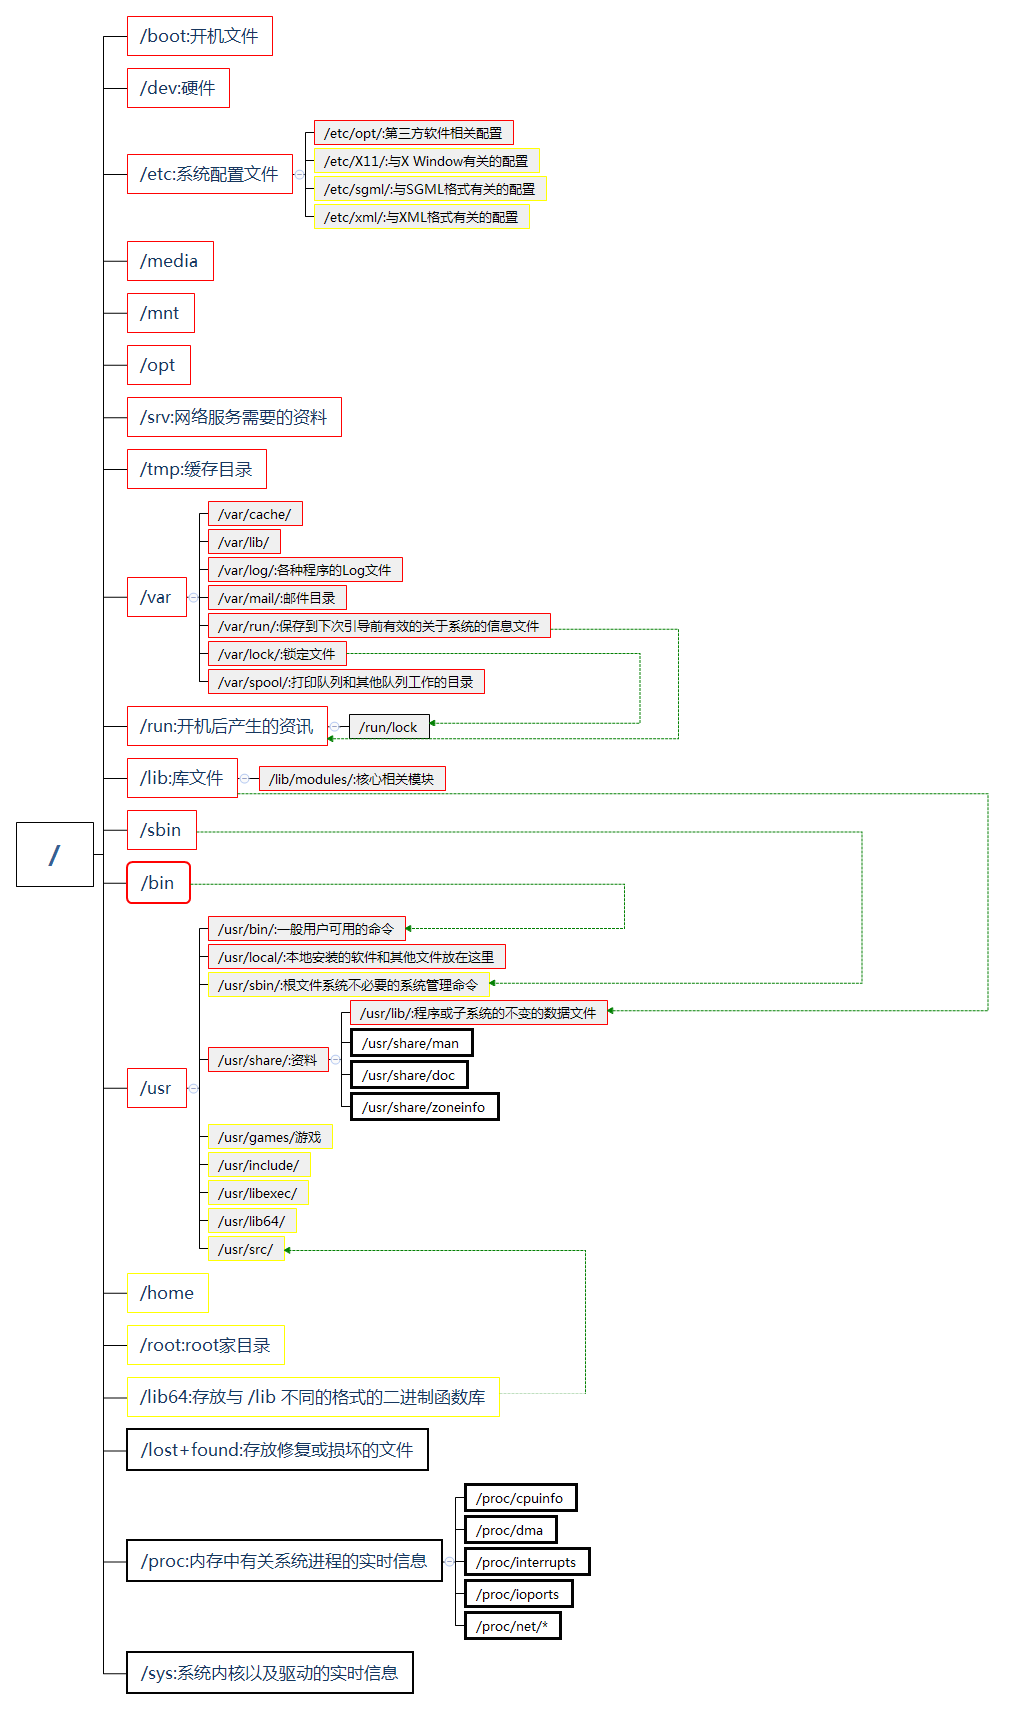 /
/boot:开机文件
/dev:硬件
/etc:系统配置文件
/etc/opt/:第三方软件相关配置
/etc/X11/:与X Window有关的配置
/etc/sgml/:与SGML格式有关的配置
/etc/xml/:与XML格式有关的配置
/media
/mnt
/opt
/srv:网络服务需要的资料
/tmp:缓存目录
/var
/var/cache/
/var/lib/
/var/log/:各种程序的Log文件
/var/mail/:邮件目录
/var/run/:保存到下次引导前有效的关于系统的信息文件
/var/lock/:锁定文件
/var/spool/:打印队列和其他队列工作的目录
/run:开机后产生的资讯
/run/lock
/lib:库文件
/lib/modules/:核心相关模块
/sbin
/bin
/usr
/usr/bin/:一般用户可用的命令
/usr/local/:本地安装的软件和其他文件放在这里
/usr/sbin/:根文件系统不必要的系统管理命令
/usr/share/:资料
/usr/lib/:程序或子系统的不变的数据文件
/usr/share/man
/usr/share/doc
/usr/share/zoneinfo
/usr/games/游戏
/usr/include/
/usr/libexec/
/usr/lib64/
/usr/src/
/home
/root:root家目录
/lib64:存放与 /lib 不同的格式的二进制函数库
/lost+found:存放修复或损坏的文件
/proc:内存中有关系统进程的实时信息
/proc/cpuinfo
/proc/dma
/proc/interrupts
/proc/ioports
/proc/net/*
/sys:系统内核以及驱动的实时信息